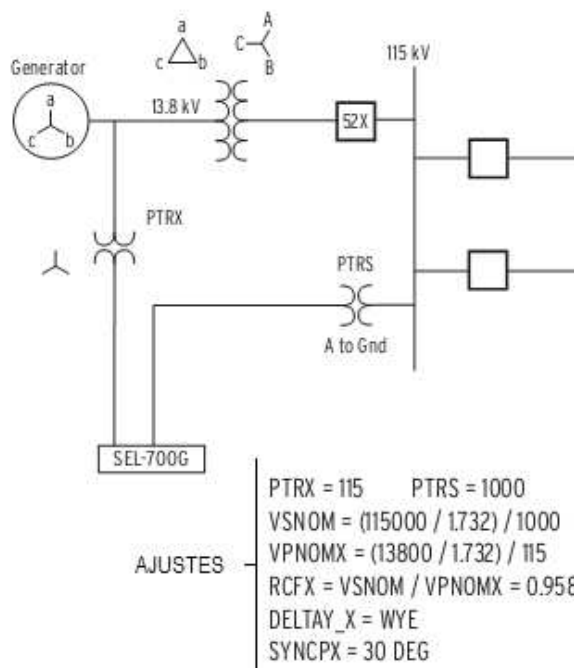 a
c b
A
C
B
Generator
a
c b
13.8 kV
52X
115 kV
PTRX
PTRS
A to Gnd
SEL-700G
AJUSTES
PTRX = 115 PTRS = 1000
VSNOM = (115000 / 1.732) / 1000
VPNOMX = (13800 / 1.732) / 115
RCFX = VSNOM / VPNOMX = 0.958
DELTAY_X = WYE
SYNCPX = 30 DEG